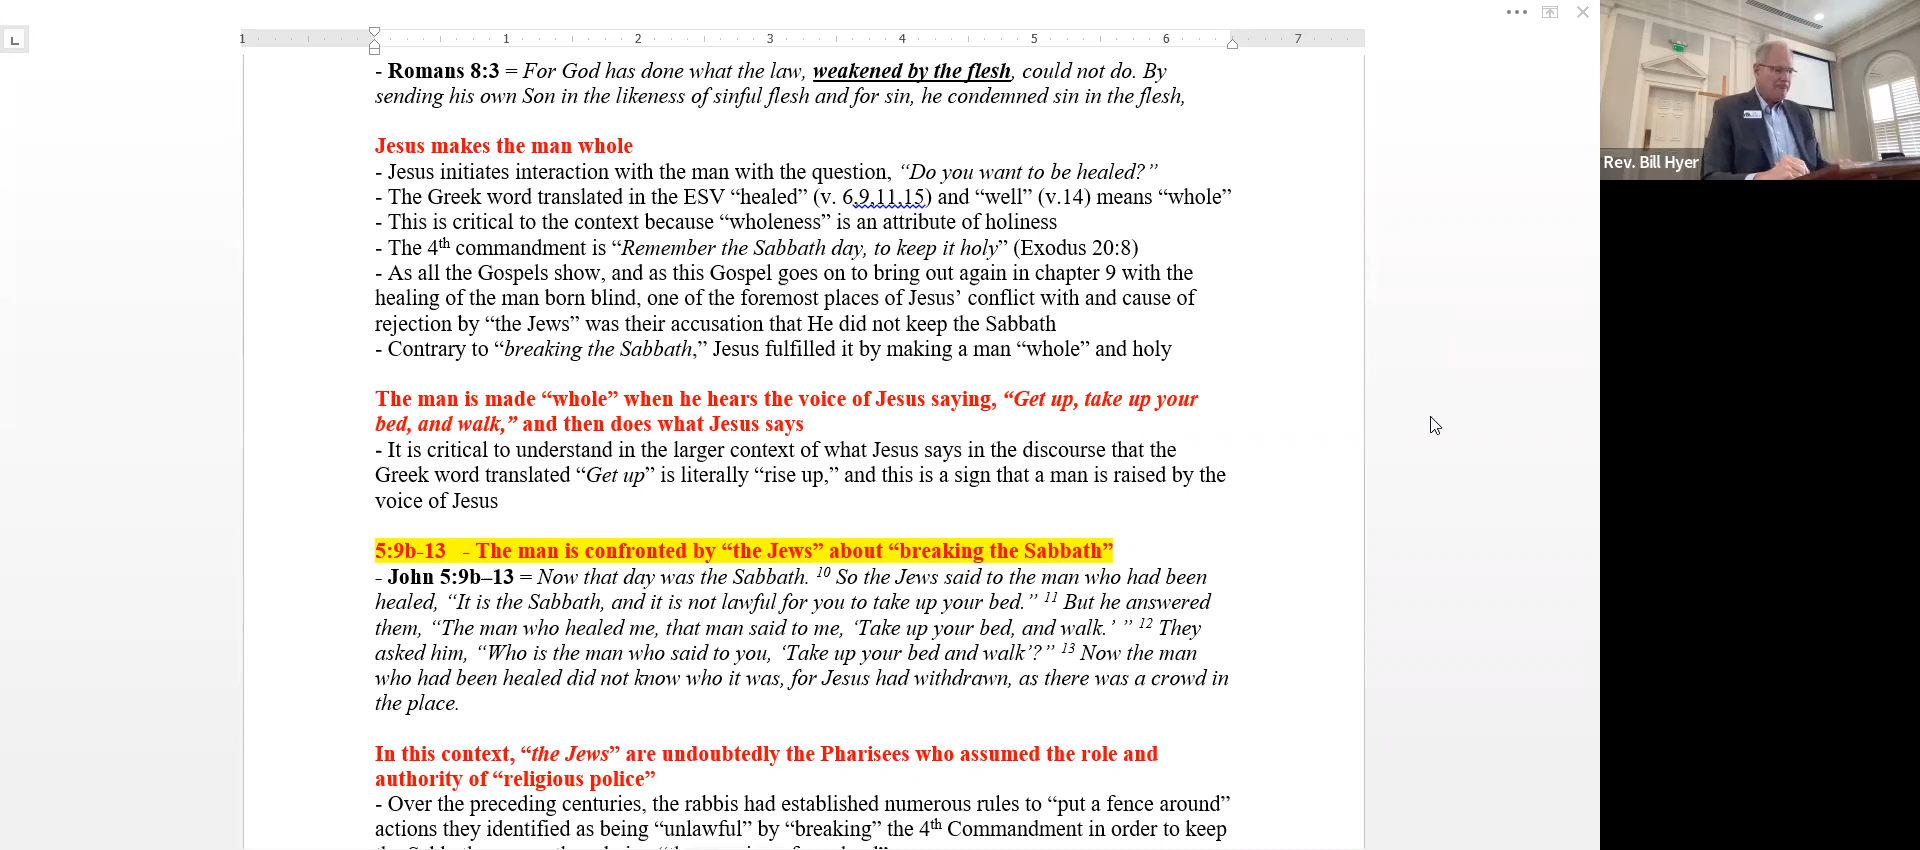 1 1 2 3 4 5 6 7
- Romans 8:3 = For God has done what the law, weakened by the flesh, could not do. By
sending his own Son in the likeness of sinful flesh and for sin, he condemned sin in the flesh,
Jesus makes the man whole
- Jesus initiates interaction with the man with the question, “Do you want to be healed?”
- The Greek word translated in the ESV “healed” (v. 6,9,11,15) and “well” (v.14) means “whole”
- This is critical to the context because “wholeness” is an attribute of holiness
- The 4th commandment is “Remember the Sabbath day, to keep it holy” (Exodus 20:8)
- As all the Gospels show, and as this Gospel goes on to bring out again in chapter 9 with the
healing of the man born blind, one of the foremost places of Jesus’ conflict with and cause of
rejection by “the Jews” was their accusation that He did not keep the Sabbath
- Contrary to “breaking the Sabbath,” Jesus fulfilled it by making a man “whole” and holy
The man is made “whole” when he hears the voice of Jesus saying, “Get up, take up your
bed, and walk,” and then does what Jesus says
- It is critical to understand in the larger context of what Jesus says in the discourse that the
Greek word translated “Get up” is literally “rise up,” and this is a sign that a man is raised by the
voice of Jesus
5:9b-13 - The man is confronted by “the Jews” about “breaking the Sabbath”
- John 5:9b–13 = Now that day was the Sabbath. 10 So the Jews said to the man who had been
healed, “It is the Sabbath, and it is not lawful for you to take up your bed.” 11 But he answered
them, “The man who healed me, that man said to me, ‘Take up your bed, and walk.’ ” 12 They
asked him, “Who is the man who said to you, ‘Take up your bed and walk’?” 13 Now the man
who had been healed did not know who it was, for Jesus had withdrawn, as there was a crowd in
the place.
In this context, “the Jews” are undoubtedly the Pharisees who assumed the role and
authority of “religious police”
- Over the preceding centuries, the rabbis had established numerous rules to “put a fence around”
actions they identified as being “unlawful” by “breaking” the 4th Commandment in order to keep
Rev. Bill Hyer